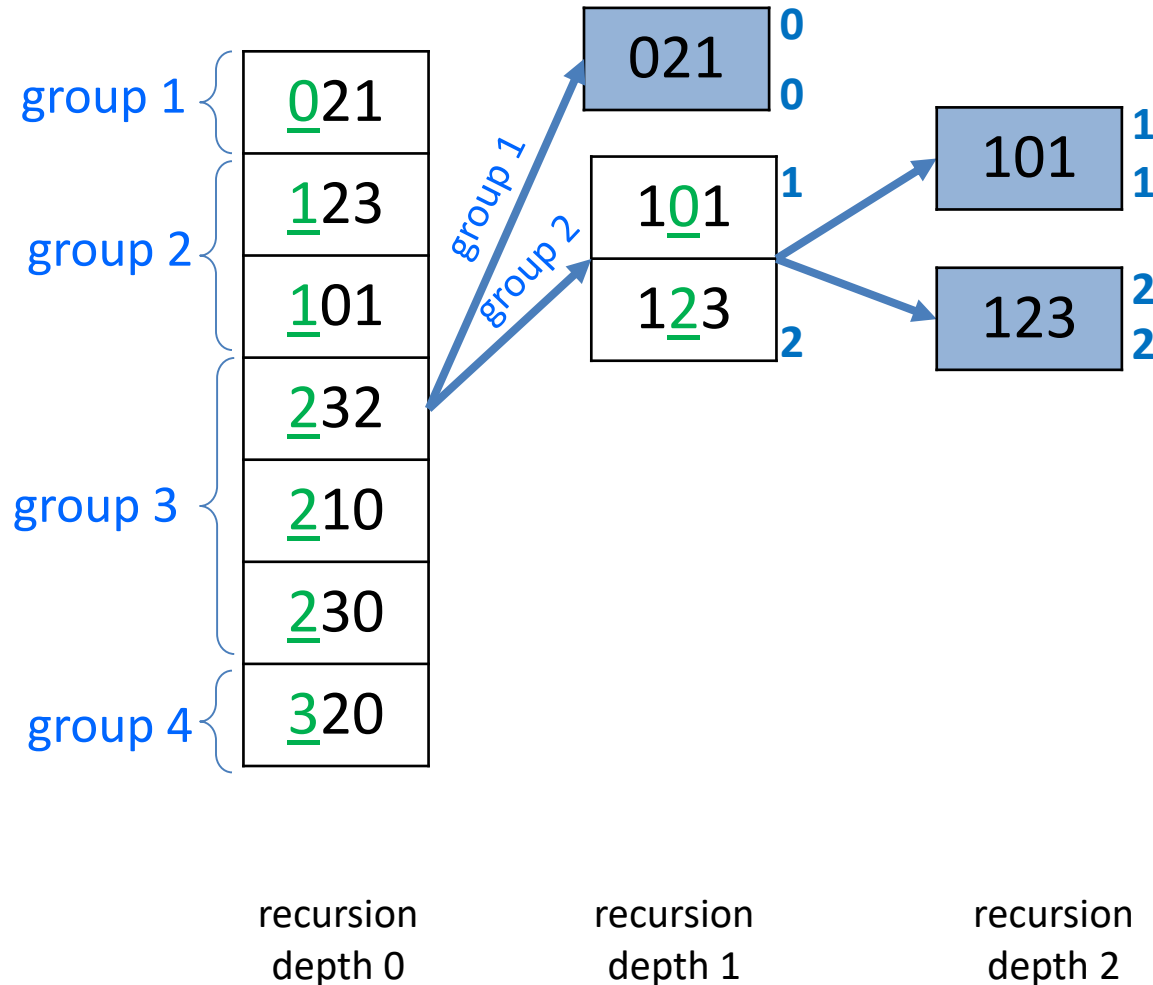 group 1
group 2
group 3
group 4
021
123
101
232
210
230
320
group 1
group 2
021
0
0
101
123
1
2
101
1
1
123
2
2
recursion
depth 0
recursion
depth 1
recursion
depth 2